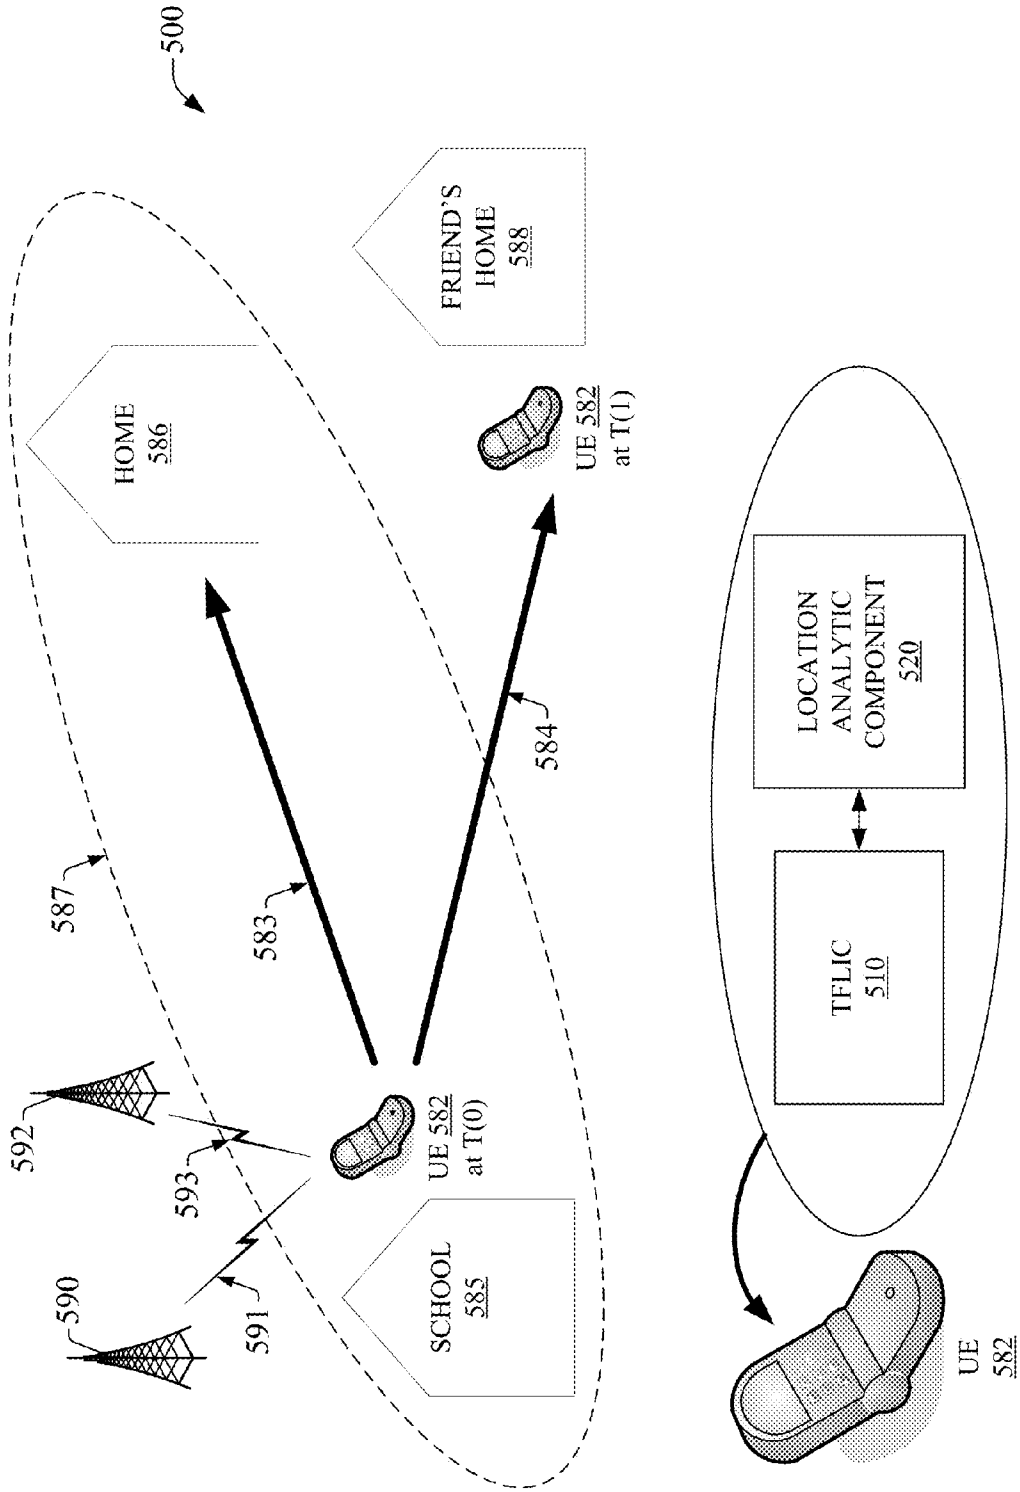 500
592
590
593
591
587
583
584
HOME
586
FRIEND'S
HOME
588
UE 582
at T(1)
UE 582
at T(0)
SCHOOL
585
TFLIC
510
LOCATION
ANALYTIC
COMPONENT
520
UE
582